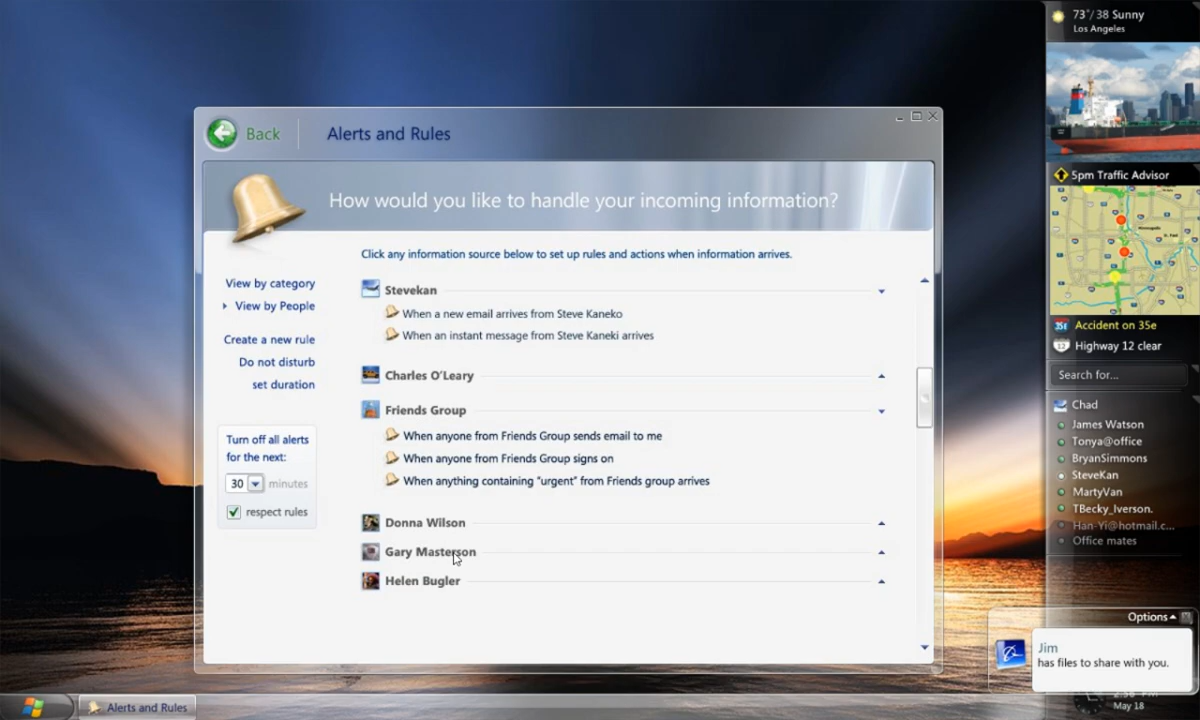 73°/ 38 Sunny
Los Angeles
Back
Alerts and Rules
5pm Traffic Advisor
How would you like to handle your incoming information?
Click any information source below to set up rules and actions when information arrives.
View by category
View by People
Create a new rule
Do not disturb
set duration
Turn off all alerts
for the next:
30 minutes
respect rules
Stevekan
When a new email arrives from Steve Kaneko
When an instant message from Steve Kaneki arrives
Charles O'Leary
Friends Group
When anyone from Friends Group sends email to me
When anyone from Friends Group signs on
When anything containing "urgent" from Friends group arrives
Donna Wilson
Gary Masterson
Helen Bugler
35E Accident on 35e
12 Highway 12 clear
Search for...
Chad
James Watson
Tonya@office
BryanSimmons
SteveKan
MartyVan
TBecky_Iverson.
Han-Yi@hotmail.c...
Office mates
Options
Jim
has files to share with you.
May 18
Alerts and Rules